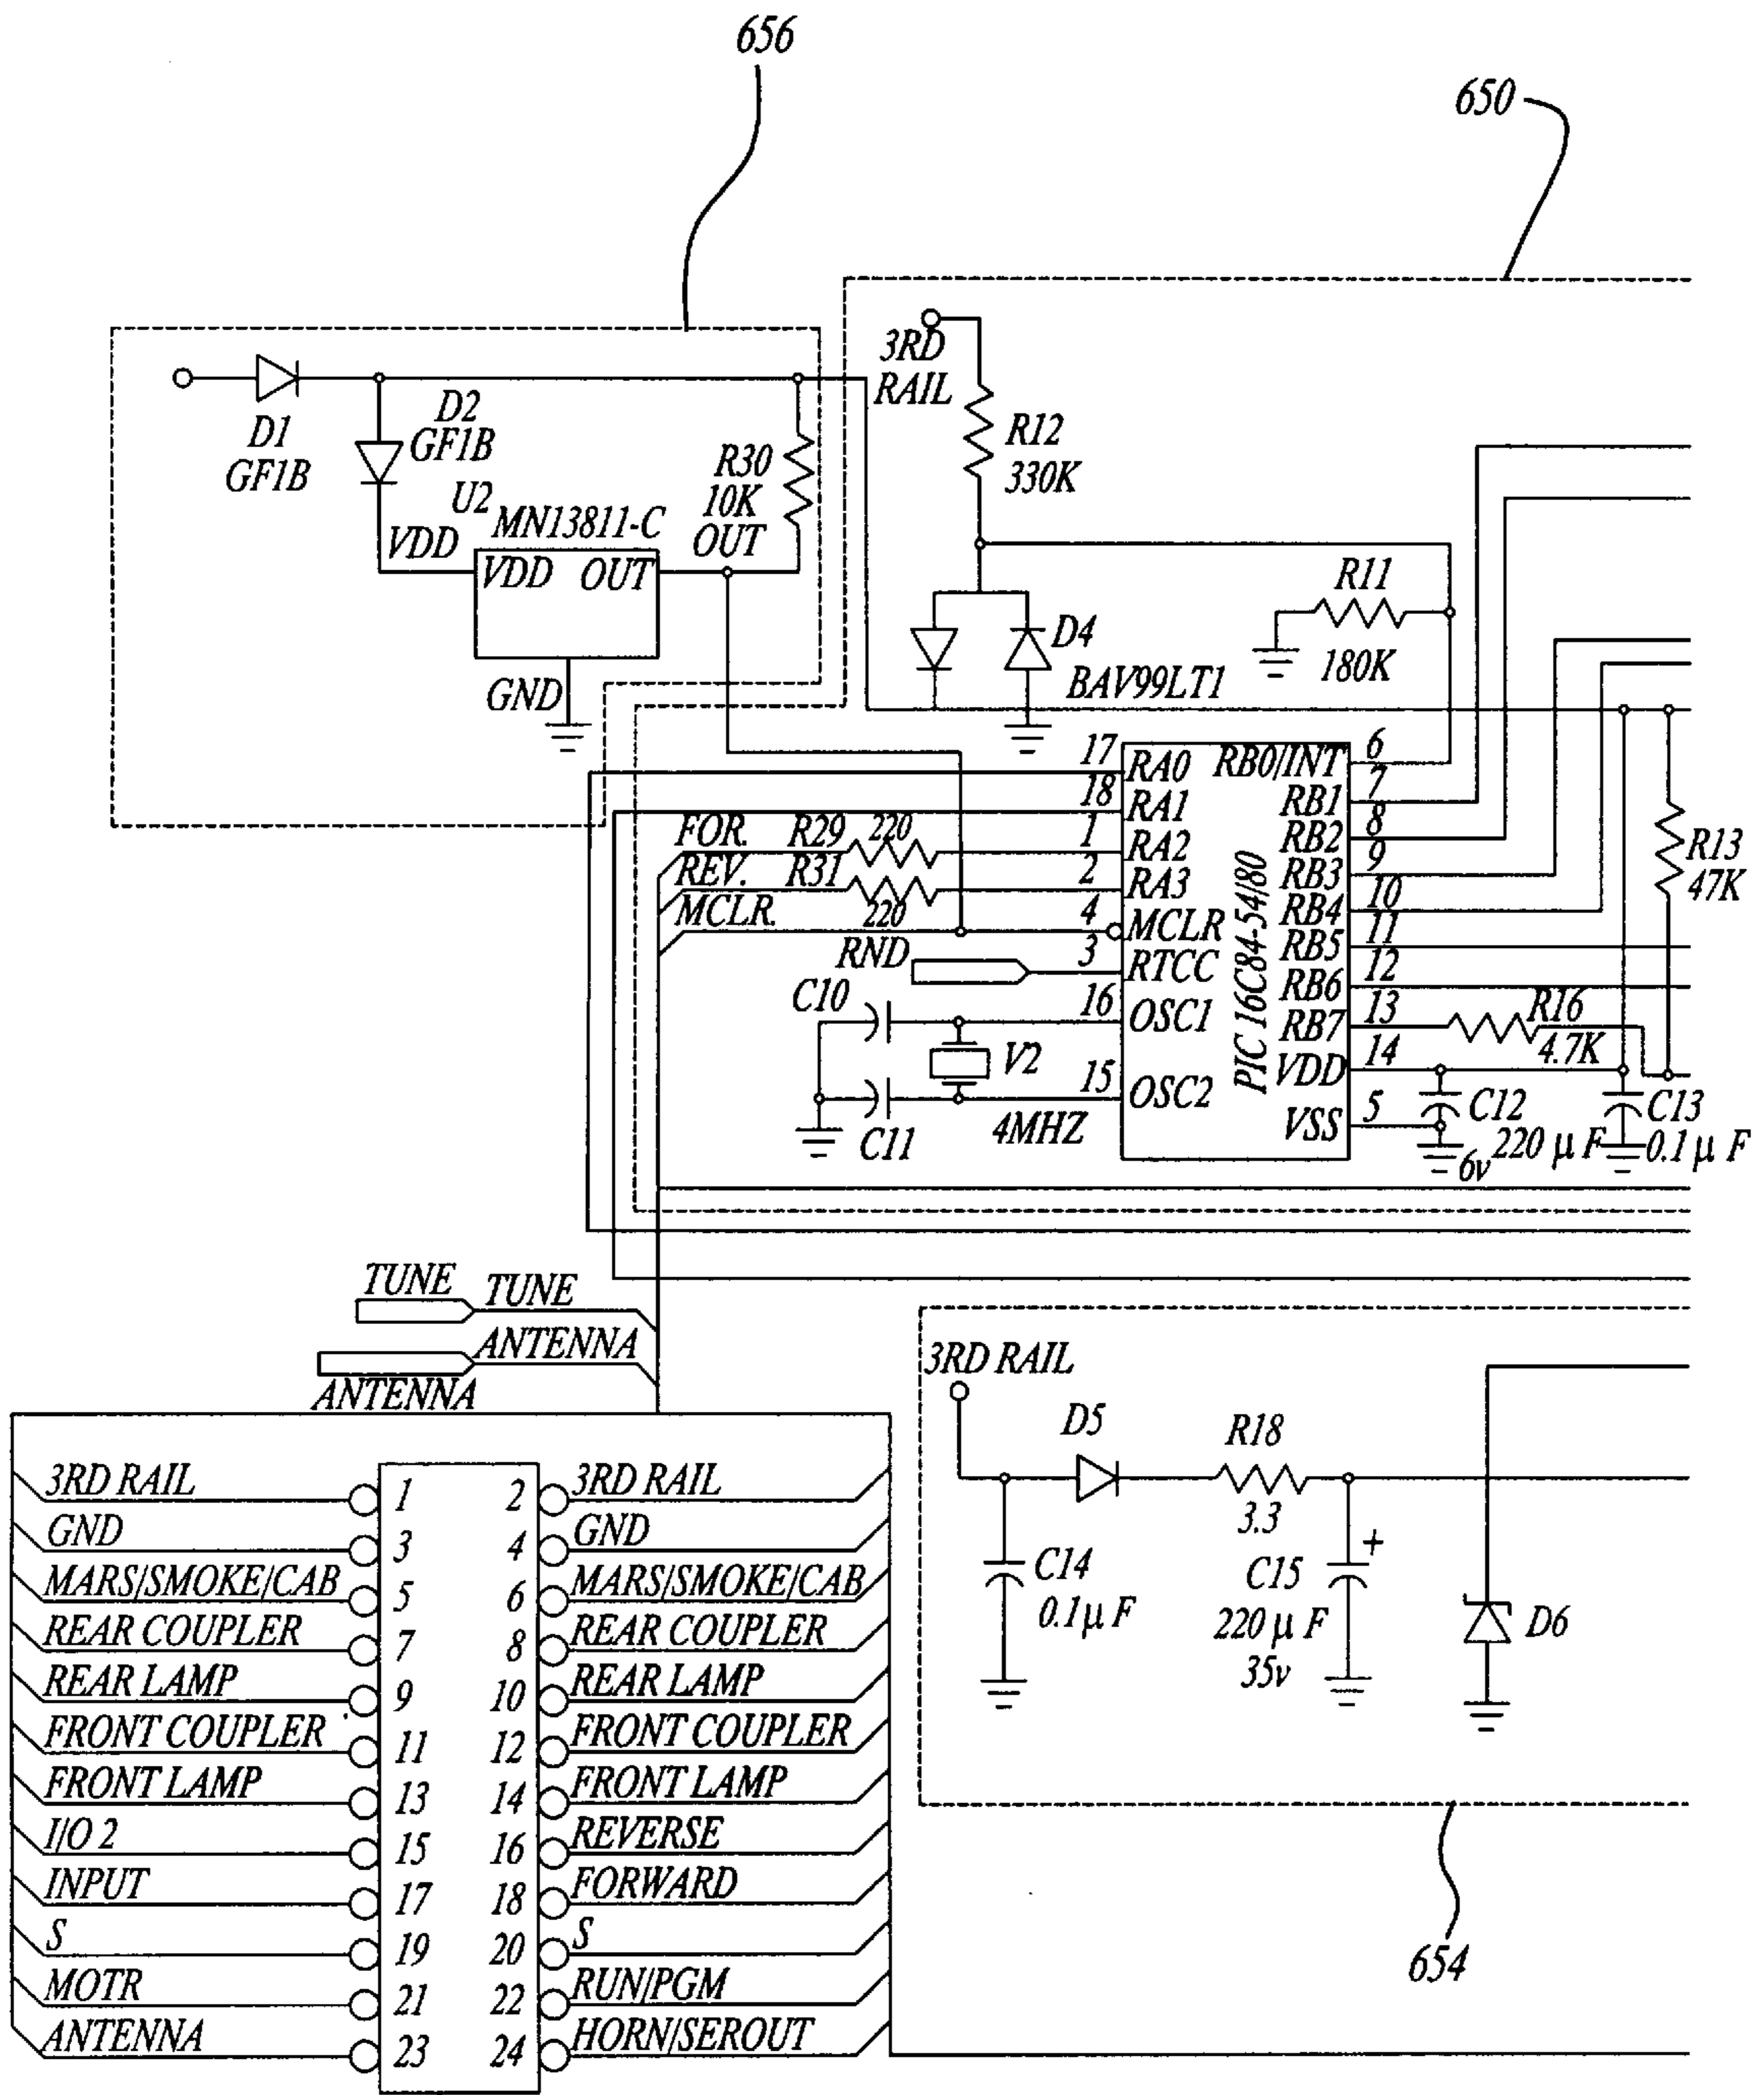 656
650
3RD
RAIL
D1
GF1B
D2
GF1B
U2
MN13811-C
VDD
VDD OUT
R30
10K
OUT
GND
R12
330K
R11
180K
D4
BAV99LT1
17 RA0
18 RA1
FOR. R29 220 1 RA2
REV. R31 220 2 RA3
MCLR. 4 MCLR
RND 3 RTCC
16 OSC1
15 OSC2
PIC 16C84-54/80
RB0/INT 6
RB1 7
RB2 8
RB3 9
RB4 10
RB5 11
RB6 12
RB7 13
VDD 14
VSS 5
R13
47K
R16
4.7K
C10
C11
V2
4MHZ
C12
220 µ F
6v
C13
0.1 µ F
TUNE TUNE
ANTENNA
ANTENNA
3RD RAIL
D5
R18
3.3
C14
0.1 µ F
C15 +
220 µ F
35v
D6
654
3RD RAIL 1 2 3RD RAIL
GND 3 4 GND
MARS/SMOKE/CAB 5 6 MARS/SMOKE/CAB
REAR COUPLER 7 8 REAR COUPLER
REAR LAMP 9 10 REAR LAMP
FRONT COUPLER 11 12 FRONT COUPLER
FRONT LAMP 13 14 FRONT LAMP
I/O 2 15 16 REVERSE
INPUT 17 18 FORWARD
S 19 20 S
MOTR 21 22 RUN/PGM
ANTENNA 23 24 HORN/SEROUT